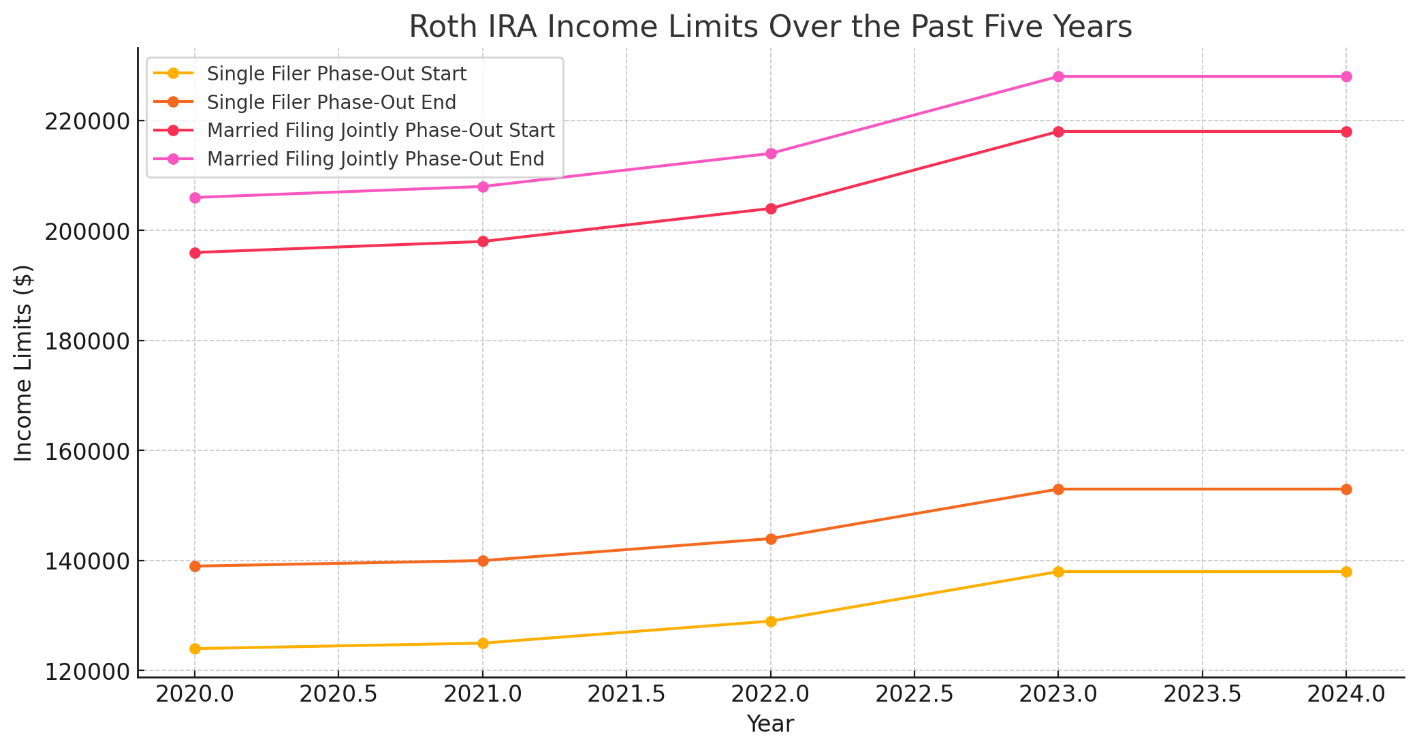 Roth IRA Income Limits Over the Past Five Years
Single Filer Phase-Out Start
Single Filer Phase-Out End
Married Filing Jointly Phase-Out Start
Married Filing Jointly Phase-Out End
Income Limits ($)
220000
200000
180000
160000
140000
120000
2020.0 2020.5 2021.0 2021.5 2022.0 2022.5 2023.0 2023.5 2024.0
Year